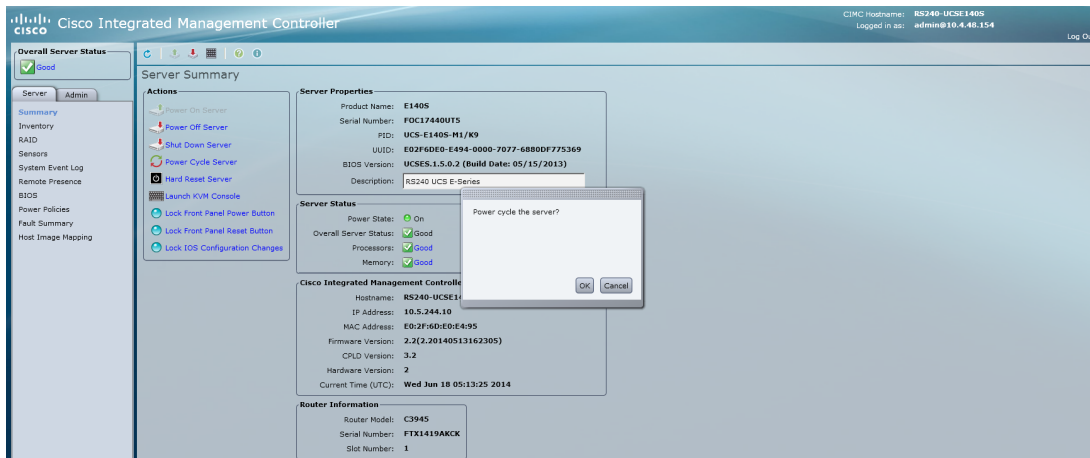 cisco Cisco Integrated Management Controller
CIMC Hostname: RS240-UCSE140S
Logged in as: admin@10.4.48.154
Log Ou
Overall Server Status
Good
Server Admin
Summary
Inventory
RAID
Sensors
System Event Log
Remote Presence
BIOS
Power Policies
Fault Summary
Host Image Mapping
Server Summary
Actions
Power On Server
Power Off Server
Shut Down Server
Power Cycle Server
Hard Reset Server
Launch KVM Console
Lock Front Panel Power Button
Lock Front Panel Reset Button
Lock IOS Configuration Changes
Server Properties
Product Name: E140S
Serial Number: FOC17440UT5
PID: UCS-E140S-M1/K9
UUID: E02F6DE0-E494-0000-7077-6880DF775369
BIOS Version: UCSES.1.5.0.2 (Build Date: 05/15/2013)
Description: RS240 UCS E-Series
Server Status
Power State: On
Overall Server Status: Good
Processors: Good
Memory: Good
Power cycle the server?
OK Cancel
Cisco Integrated Management Controlle
Hostname: RS240-UCSE14
IP Address: 10.5.244.10
MAC Address: E0:2F:6D:E0:E4:95
Firmware Version: 2.2(2.20140513162305)
CPLD Version: 3.2
Hardware Version: 2
Current Time (UTC): Wed Jun 18 05:13:25 2014
Router Information
Router Model: C3945
Serial Number: FTX1419AKCK
Slot Number: 1